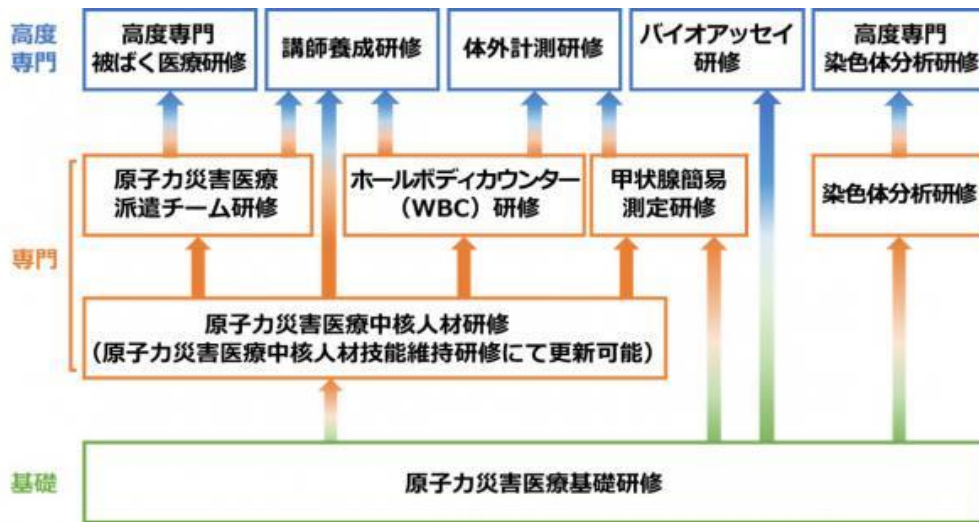 高度
専門
高度専門
被ばく医療研修
講師養成研修
体外計測研修
バイオアッセイ
研修
高度専門
染色体分析研修
専門
原子力災害医療
派遣チーム研修
ホールボディカウンター
（WBC）研修
甲状腺簡易
測定研修
染色体分析研修
原子力災害医療中核人材研修
（原子力災害医療中核人材技能維持研修にて更新可能）
基礎
原子力災害医療基礎研修